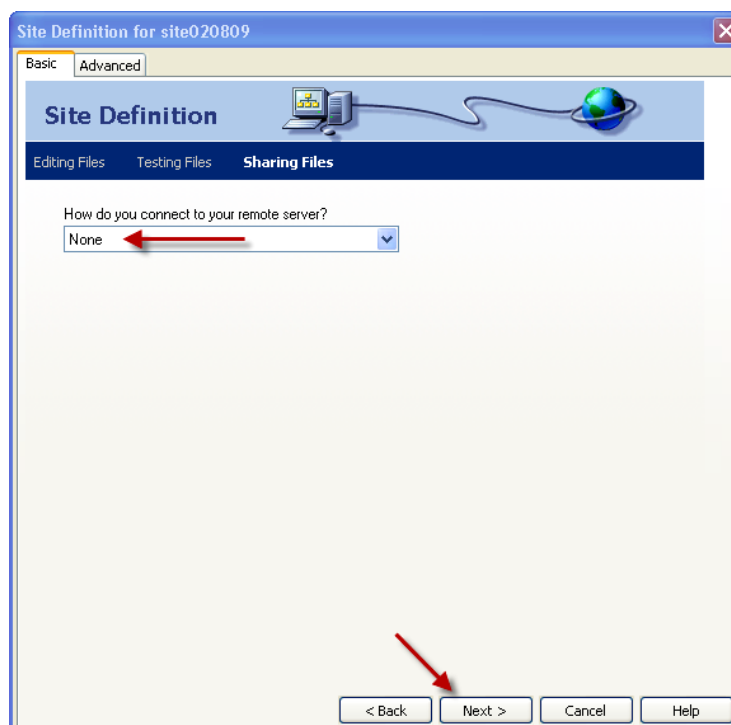 Site Definition for site020809
Basic Advanced
Site Definition
Editing Files Testing Files Sharing Files
How do you connect to your remote server?
None
< Back Next > Cancel Help